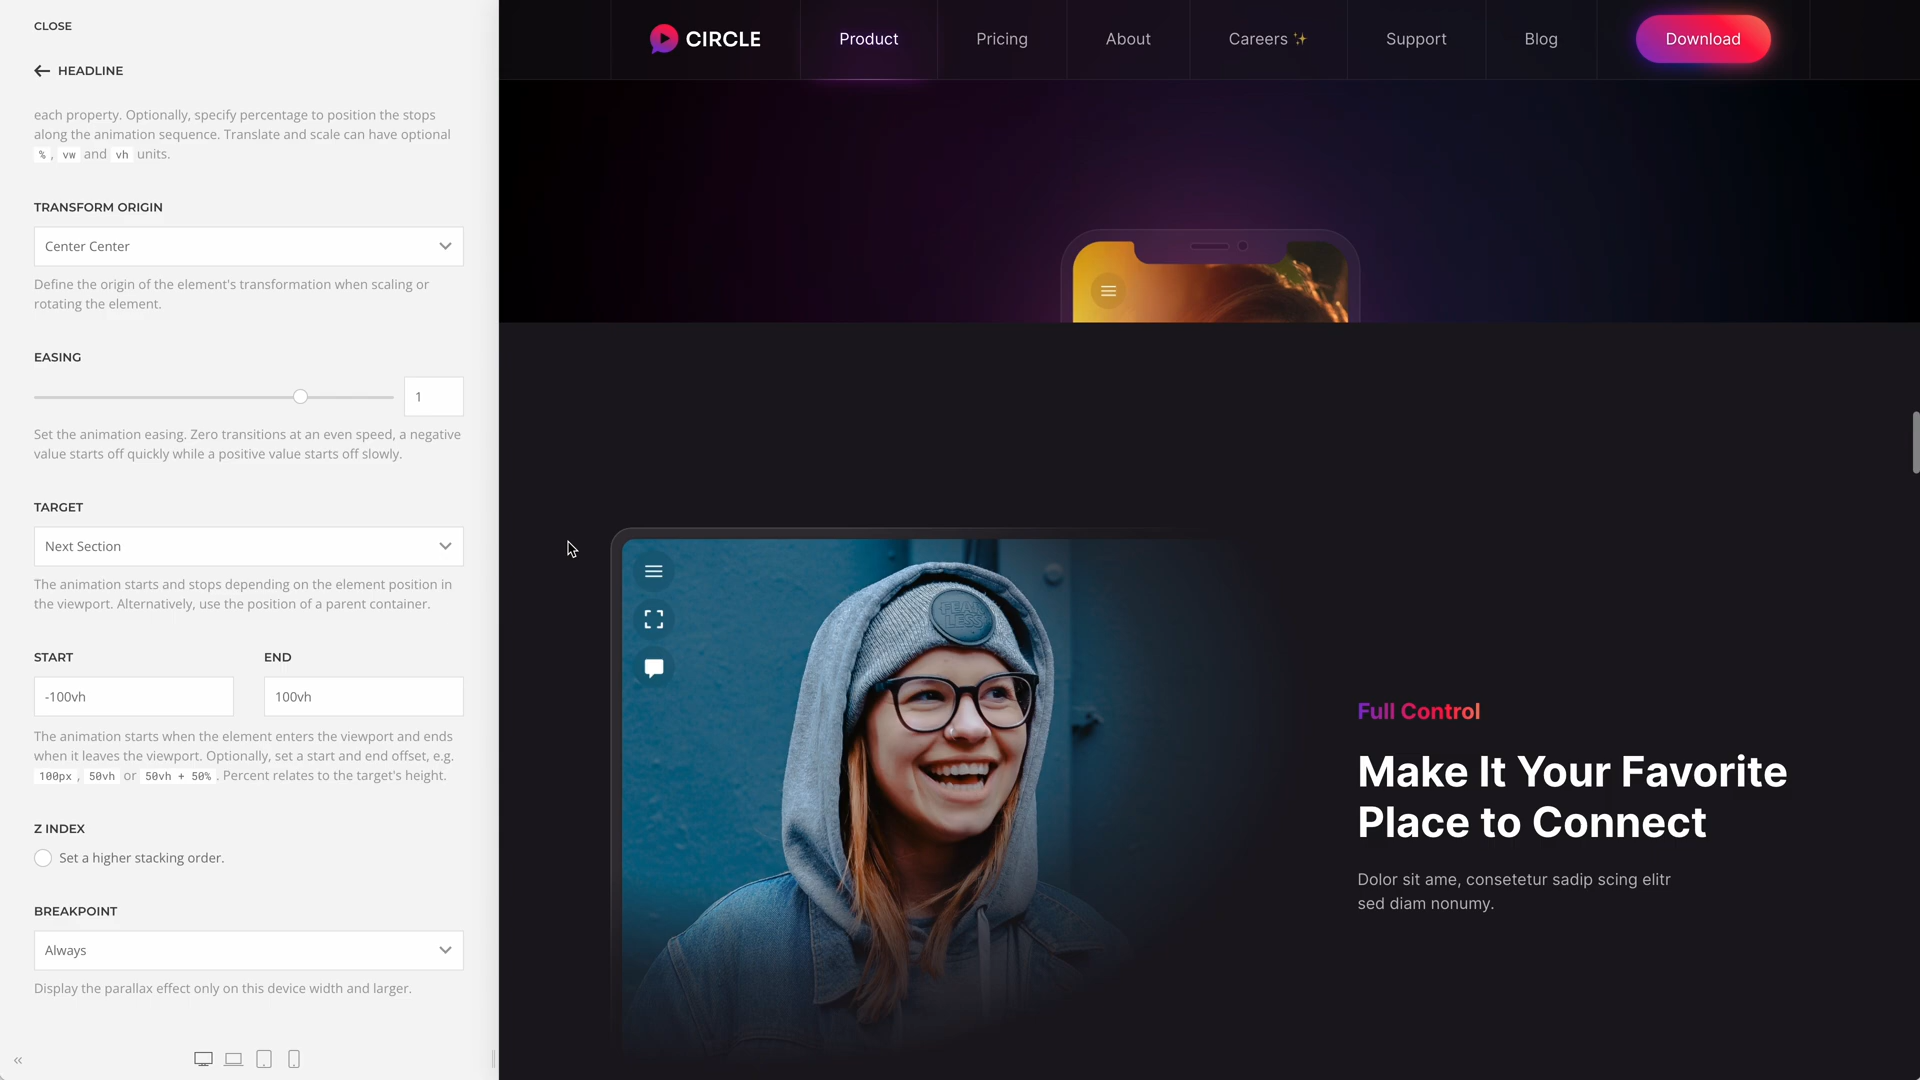 CLOSE
HEADLINE
each property. Optionally, specify percentage to position the stops
along the animation sequence. Translate and scale can have optional
%, vw and vh units.
TRANSFORM ORIGIN
Center Center
Define the origin of the element's transformation when scaling or
rotating the element.
EASING
1
Set the animation easing. Zero transitions at an even speed, a negative
value starts off quickly while a positive value starts off slowly.
TARGET
Next Section
The animation starts and stops depending on the element position in
the viewport. Alternatively, use the position of a parent container.
START END
-100vh 100vh
The animation starts when the element enters the viewport and ends
when it leaves the viewport. Optionally, set a start and end offset, e.g.
100px, 50vh or 50vh + 50%. Percent relates to the target's height.
Z INDEX
Set a higher stacking order.
BREAKPOINT
Always
Display the parallax effect only on this device width and larger.
CIRCLE Product Pricing About Careers Support Blog Download
FEAR
LESS
Full Control
Make It Your Favorite
Place to Connect
Dolor sit ame, consetetur sadip scing elitr
sed diam nonumy.